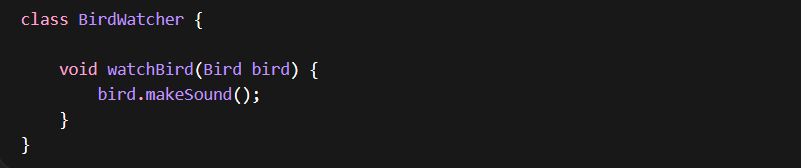 class BirdWatcher {
    void watchBird(Bird bird) {
        bird.makeSound();
    }
}